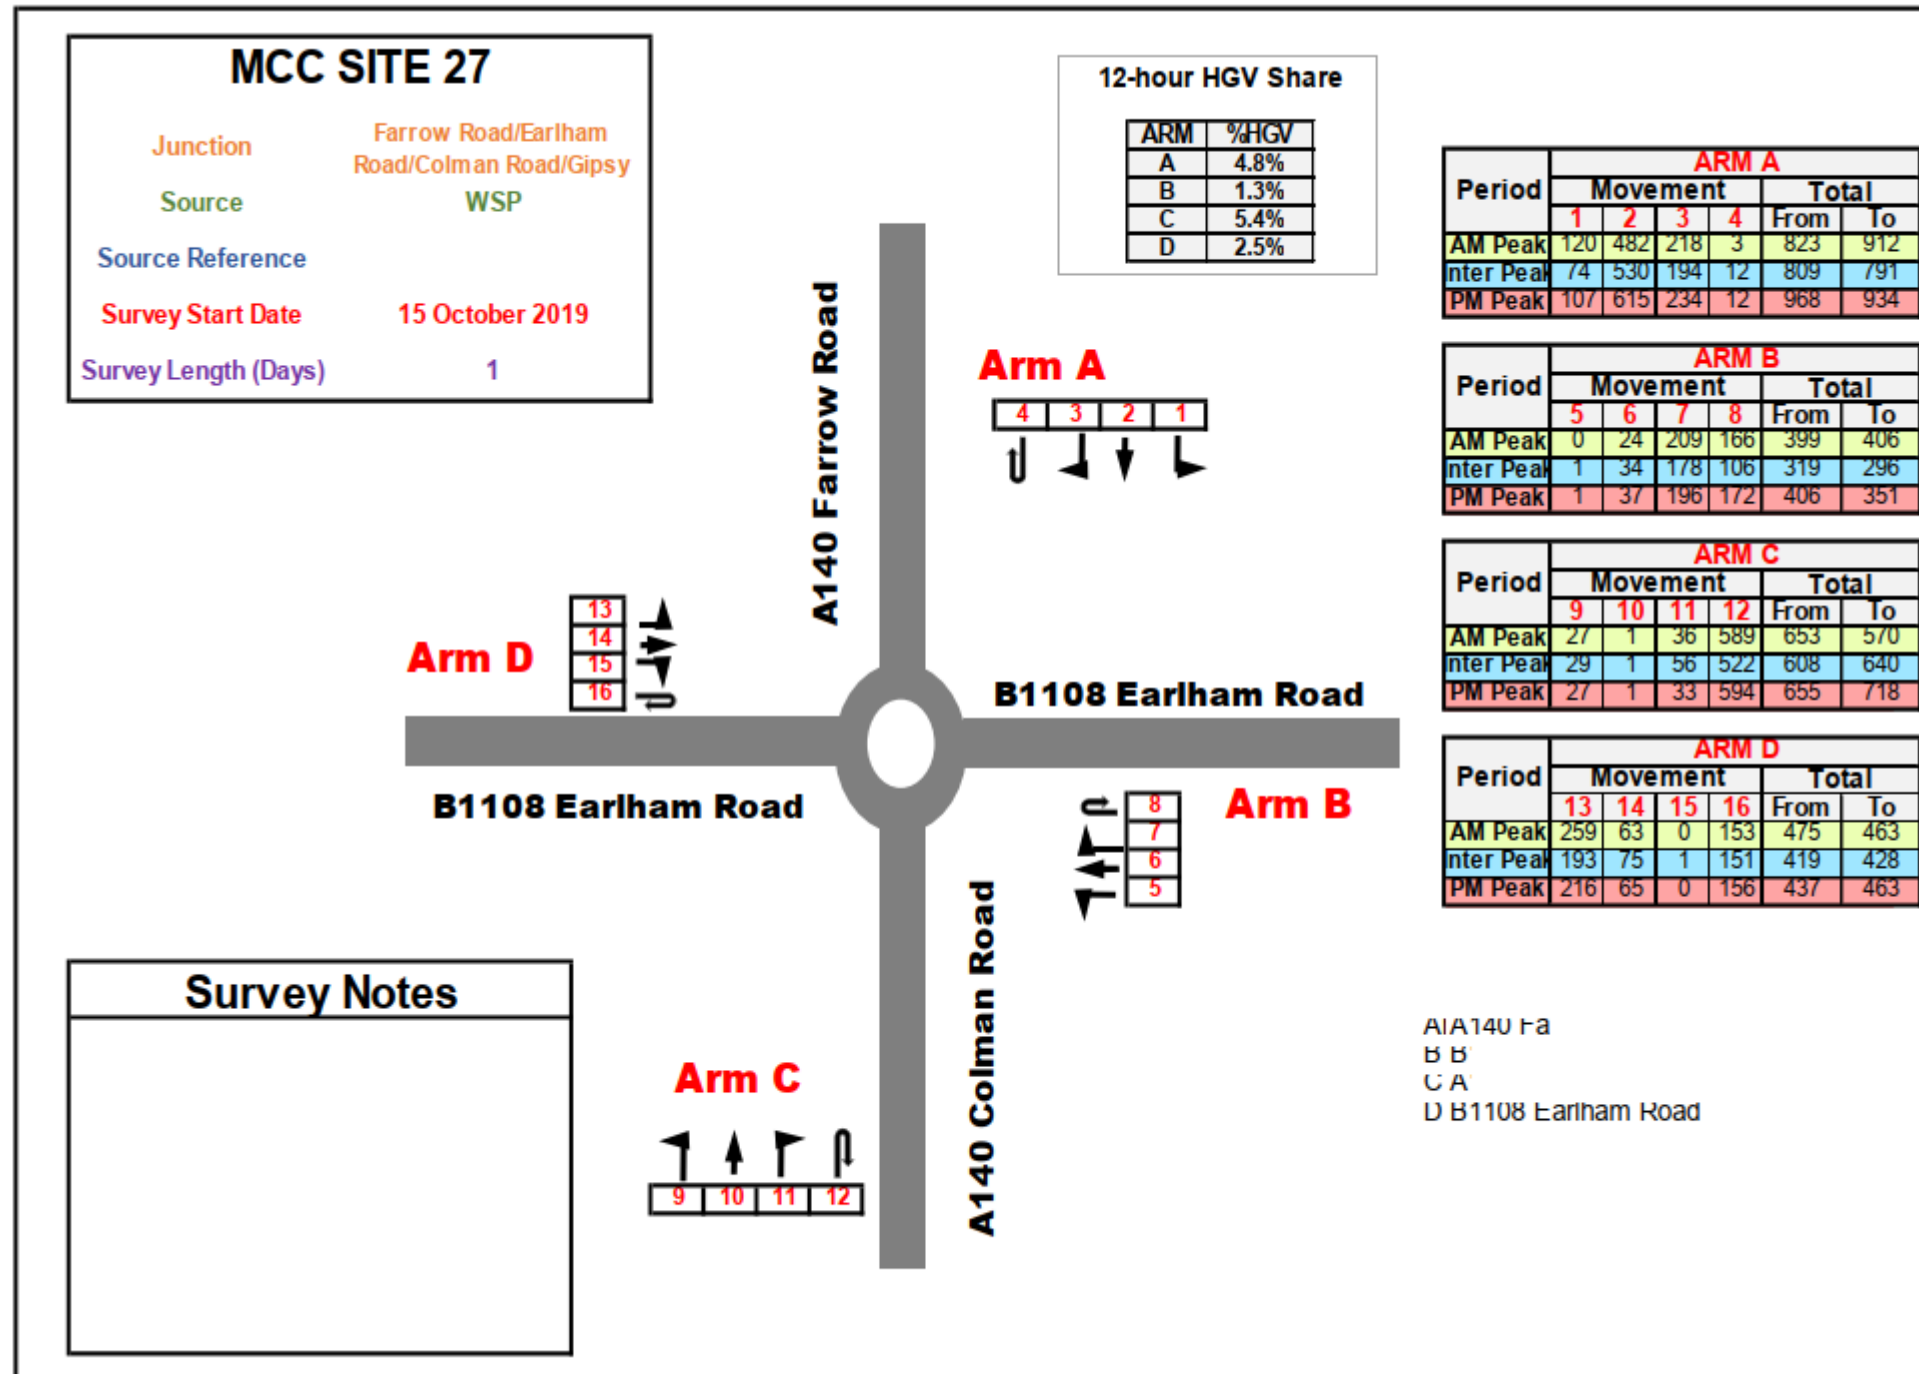 MCC SITE 27
Junction
Farrow Road/Earlham
Road/Colman Road/Gipsy
Source WSP
Source Reference
Survey Start Date 15 October 2019
Survey Length (Days) 1
12-hour HGV Share
ARM %HGV
A 4.8%
B 1.3%
C 5.4%
D 2.5%
ARM A
Period Movement Total
1 2 3 4 From To
AM Peak 120 482 218 3 823 912
nter Peak 74 530 194 12 809 791
PM Peak 107 615 234 12 968 934
ARM B
Period Movement Total
5 6 7 8 From To
AM Peak 0 24 209 166 399 406
nter Peak 1 34 178 106 319 296
PM Peak 1 37 196 172 406 351
ARM C
Period Movement Total
9 10 11 12 From To
AM Peak 27 1 36 589 653 570
nter Peak 29 1 56 522 608 640
PM Peak 27 1 33 594 655 718
ARM D
Period Movement Total
13 14 15 16 From To
AM Peak 259 63 0 153 475 463
nter Peak 193 75 1 151 419 428
PM Peak 216 65 0 156 437 463
A140 Farrow Road
Arm A
4 3 2 1
Arm D
13
14
15
16
B1108 Earlham Road
B1108 Earlham Road
Arm B
8
7
6
5
A140 Colman Road
Arm C
9 10 11 12
Survey Notes
A140 Fa
B B
C A
D B1108 Earlham Road